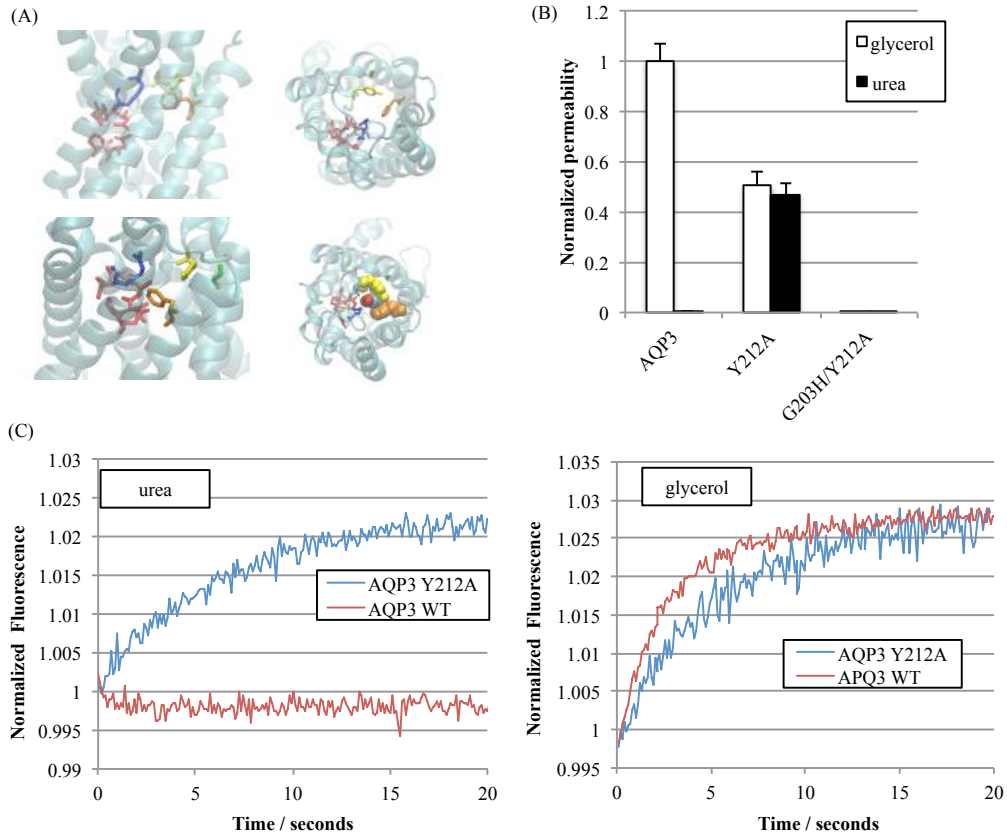 (A)
(B)
Normalized permeability
1.2
1
0.8
0.6
0.4
0.2
0
glycerol
urea
AQP3
Y212A
G203H/Y212A
(C)
Normalized Fluorescence
1.03
1.025
1.02
1.015
1.01
1.005
1
0.995
0.99
urea
AQP3 Y212A
AQP3 WT
0
5
10
15
20
Time / seconds
Normalized Fluorescence
1.035
1.03
1.025
1.02
1.015
1.01
1.005
1
0.995
glycerol
AQP3 Y212A
APQ3 WT
0
5
10
15
20
Time / seconds